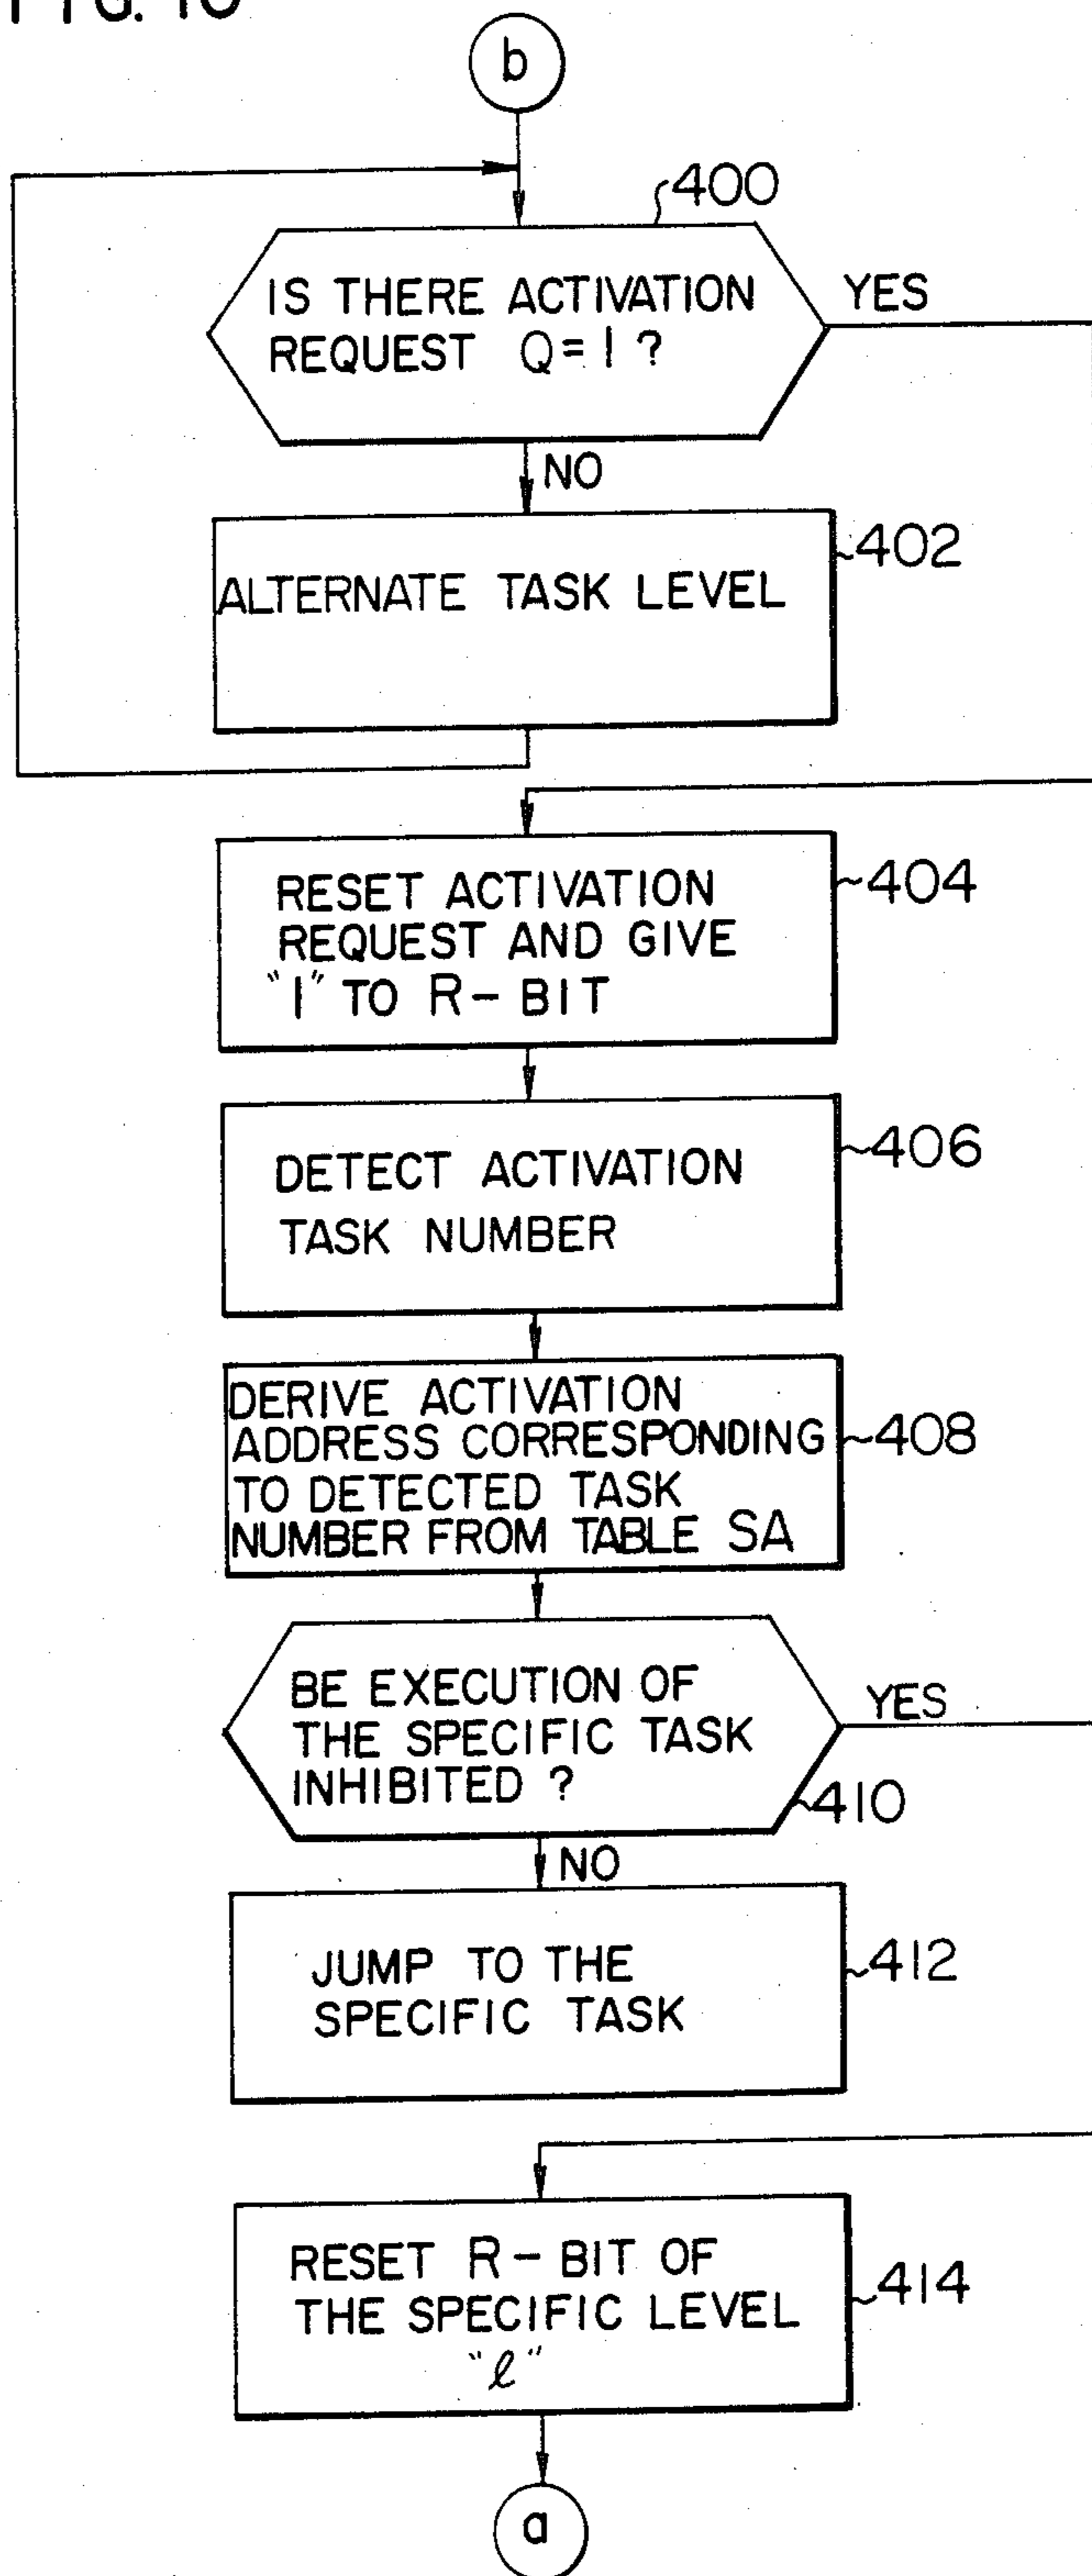 FIG. 10
b
400
IS THERE ACTIVATION
REQUEST Q=1 ?
YES
NO
402
ALTERNATE TASK LEVEL
RESET ACTIVATION
REQUEST AND GIVE
"1" TO R-BIT
404
DETECT ACTIVATION
TASK NUMBER
406
DERIVE ACTIVATION
ADDRESS CORRESPONDING
TO DETECTED TASK
NUMBER FROM TABLE SA
408
BE EXECUTION OF
THE SPECIFIC TASK
INHIBITED ?
YES
410
NO
JUMP TO THE
SPECIFIC TASK
412
RESET R-BIT OF
THE SPECIFIC LEVEL
"ℓ"
414
a